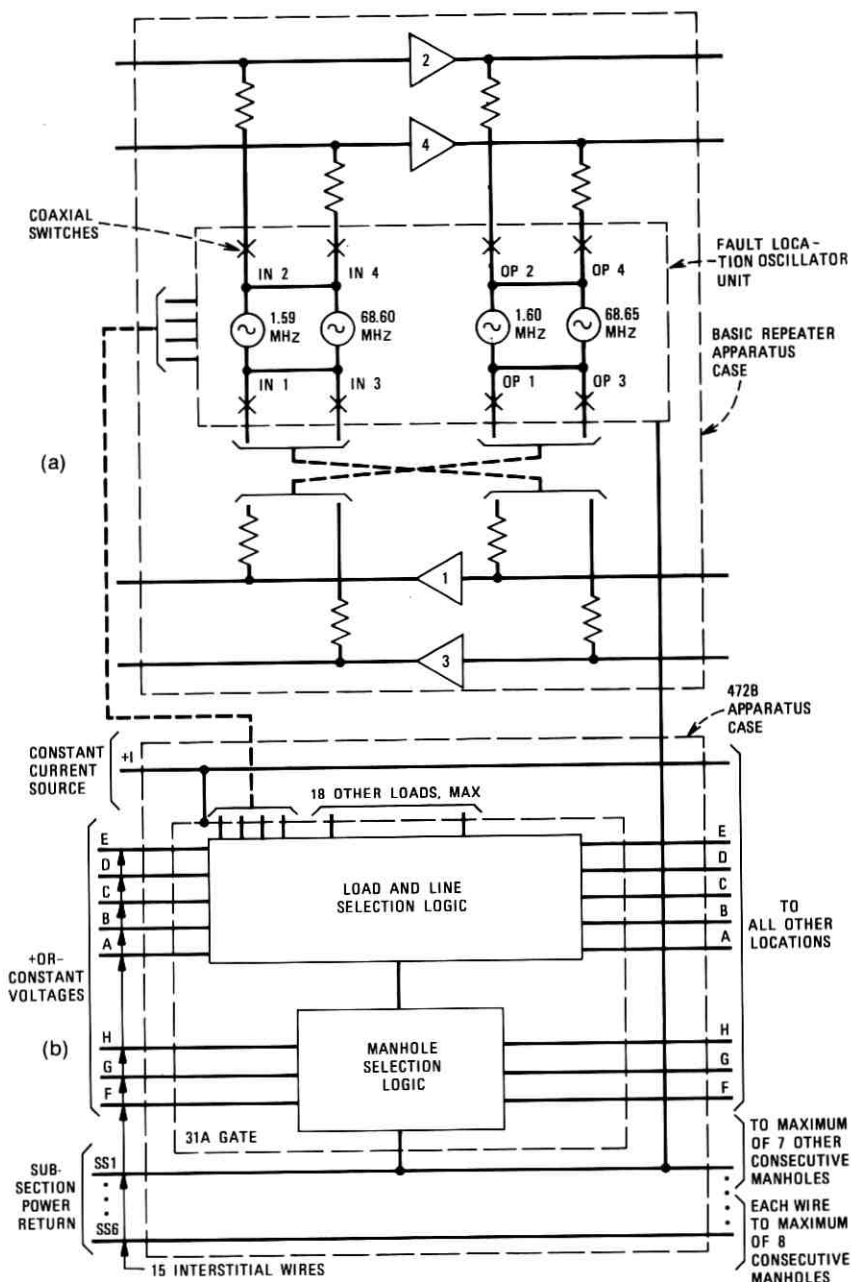 2
4
COAXIAL
SWITCHES
IN 2
IN 4
OP 2
OP 4
FAULT LOCA-
TION OSCILLATOR
UNIT
1.59
MHz
68.60
MHz
1.60
MHz
68.65
MHz
BASIC REPEATER
APPARATUS
CASE
IN 1
IN 3
OP 1
OP 3
(a)
1
3
472B
APPARATUS
CASE
CONSTANT
CURRENT
SOURCE
+I
18 OTHER LOADS, MAX
E
D
C
B
A
LOAD AND LINE
SELECTION LOGIC
E
D
C
B
A
TO
ALL OTHER
LOCATIONS
+OR-
CONSTANT
VOLTAGES
(b)
H
G
F
MANHOLE
SELECTION
LOGIC
H
G
F
31A GATE
SUB-
SECTION
POWER
RETURN
SS1
SS6
TO MAXIMUM
OF 7 OTHER
CONSECUTIVE
MANHOLES
EACH WIRE
TO MAXIMUM
OF 8
CONSECUTIVE
MANHOLES
15 INTERSTITIAL WIRES